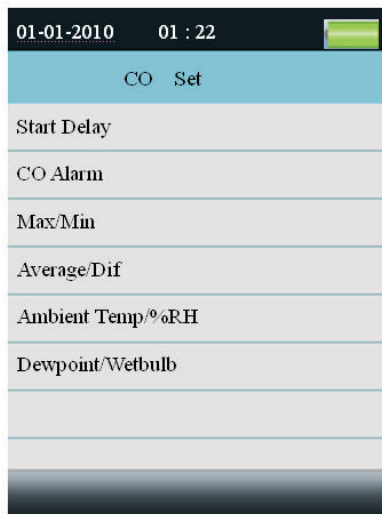 01-01-2010 01 : 22
CO Set
Start Delay
CO Alarm
Max/Min
Average/Dif
Ambient Temp/%RH
Dewpoint/Wetbulb